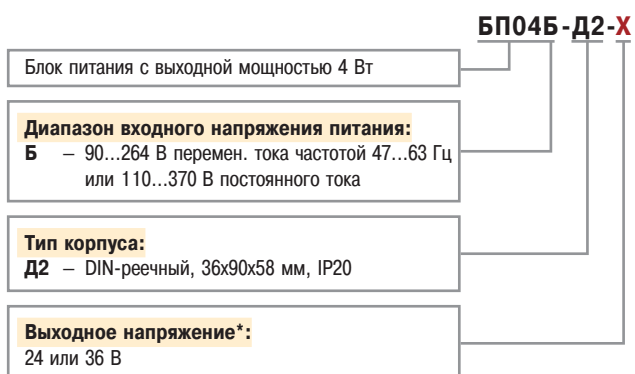 БП04Б-Д2-Х
Блок питания с выходной мощностью 4 Вт
Диапазон входного напряжения питания:
Б – 90...264 В перемен. тока частотой 47...63 Гц
или 110...370 В постоянного тока
Тип корпуса:
Д2 – DIN-реечный, 36х90х58 мм, IP20
Выходное напряжение*:
24 или 36 В